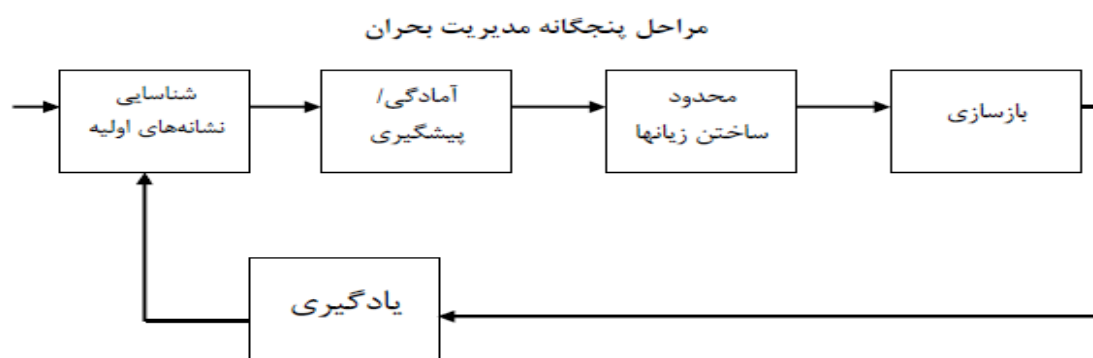 مراحل پنجگانه مدیریت بحران
شناسایی
نشانه‌های اولیه
آمادگی/
پیشگیری
محدود
ساختن زیانها
بازسازی
یادگیری